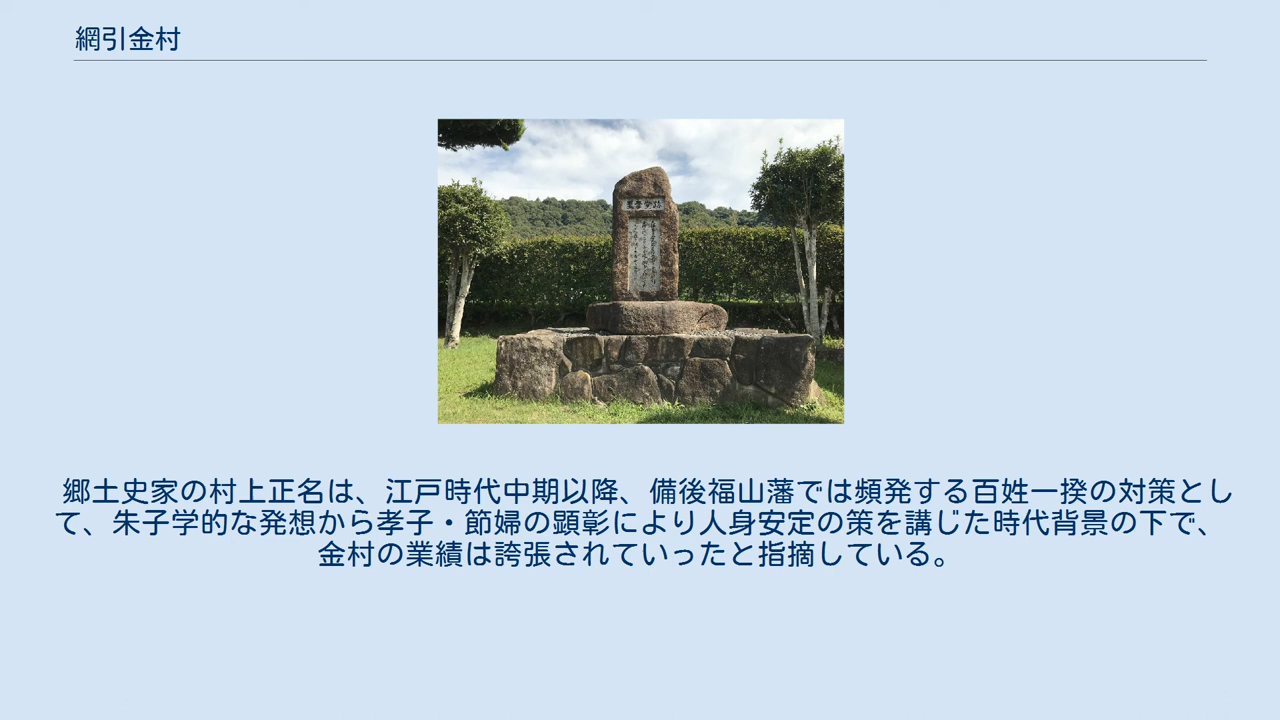 網引金村
郷土史家の村上正名は、江戸時代中期以降、備後福山藩では頻発する百姓一揆の対策とし
て、朱子学的な発想から孝子・節婦の顕彰により人身安定の策を講じた時代背景の下で、
金村の業績は誇張されていったと指摘している。